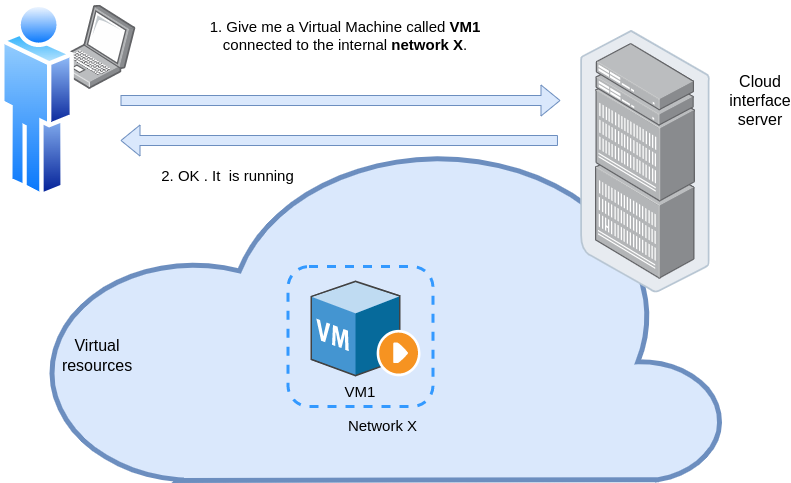 1. Give me a Virtual Machine called VM1
connected to the internal network X.
Cloud
interface
server
2. OK . It  is running
VM
Virtual
resources
VM1
Network X